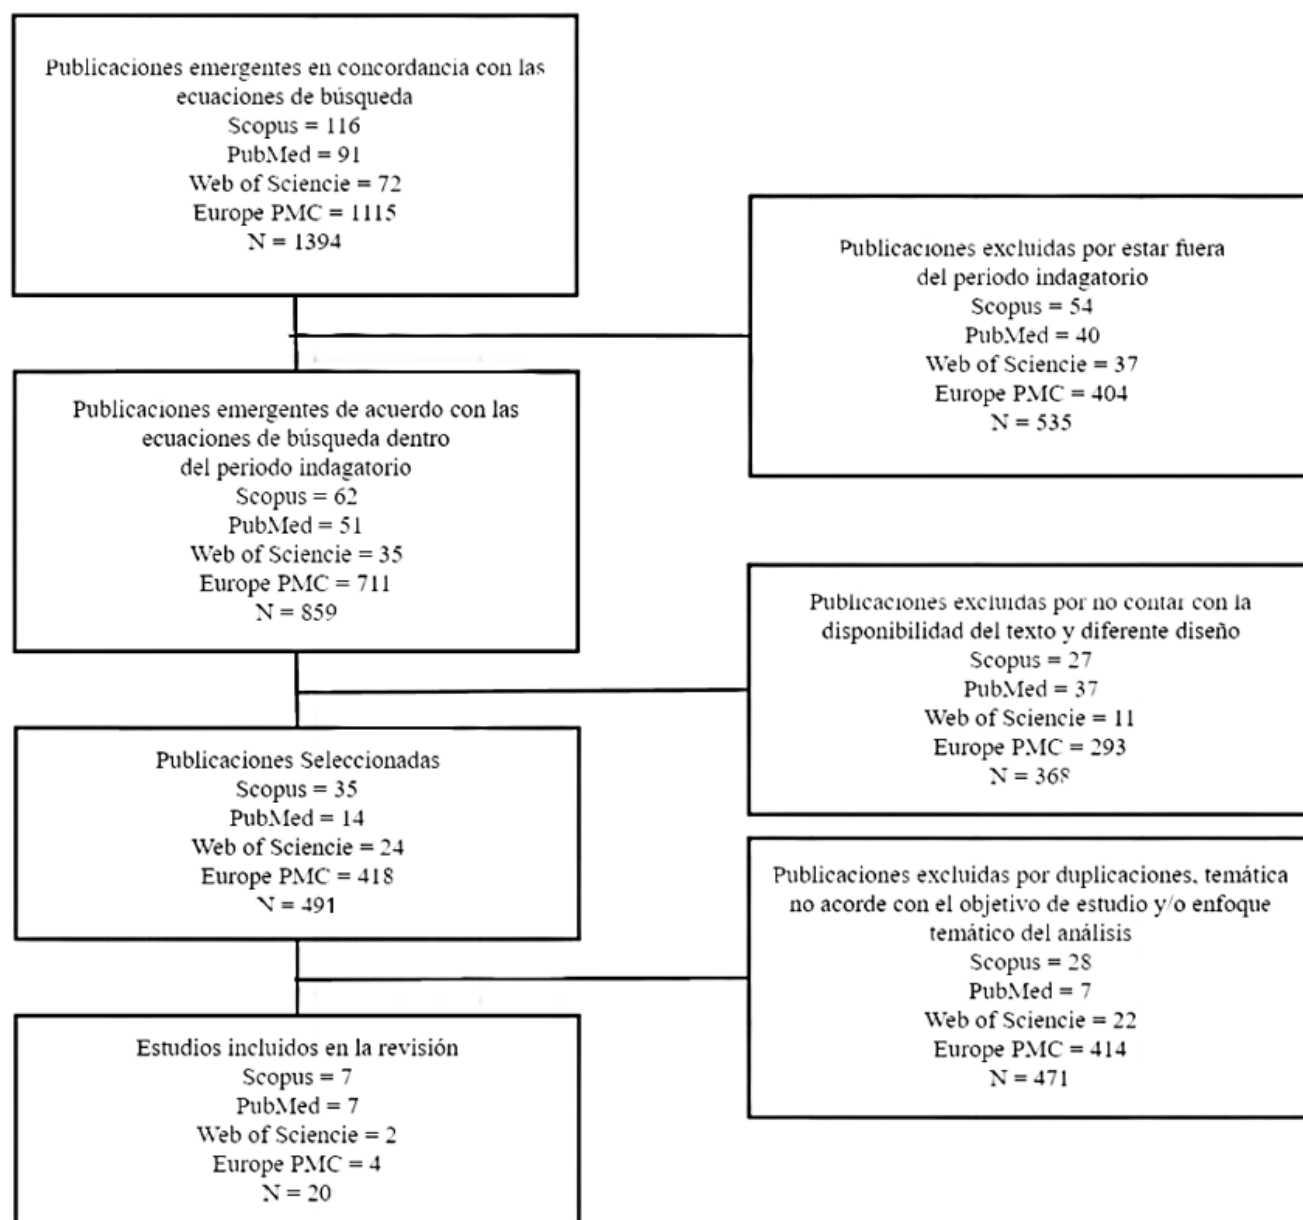 Publicaciones emergentes en concordancia con las
ecuaciones de búsqueda
Scopus = 116
PubMed = 91
Web of Sciencie = 72
Europe PMC = 1115
N = 1394
Publicaciones excluidas por estar fuera
del periodo indagatorio
Scopus = 54
PubMed = 40
Web of Sciencie = 37
Europe PMC = 404
N = 535
Publicaciones emergentes de acuerdo con las
ecuaciones de búsqueda dentro
del periodo indagatorio
Scopus = 62
PubMed = 51
Web of Sciencie = 35
Europe PMC = 711
N = 859
Publicaciones excluidas por no contar con la
disponibilidad del texto y diferente diseño
Scopus = 27
PubMed = 37
Web of Sciencie = 11
Europe PMC = 293
N = 368
Publicaciones Seleccionadas
Scopus = 35
PubMed = 14
Web of Sciencie = 24
Europe PMC = 418
N = 491
Publicaciones excluidas por duplicaciones, temática
no acorde con el objetivo de estudio y/o enfoque
temático del análisis
Scopus = 28
PubMed = 7
Web of Sciencie = 22
Europe PMC = 414
N = 471
Estudios incluidos en la revisión
Scopus = 7
PubMed = 7
Web of Sciencie = 2
Europe PMC = 4
N = 20